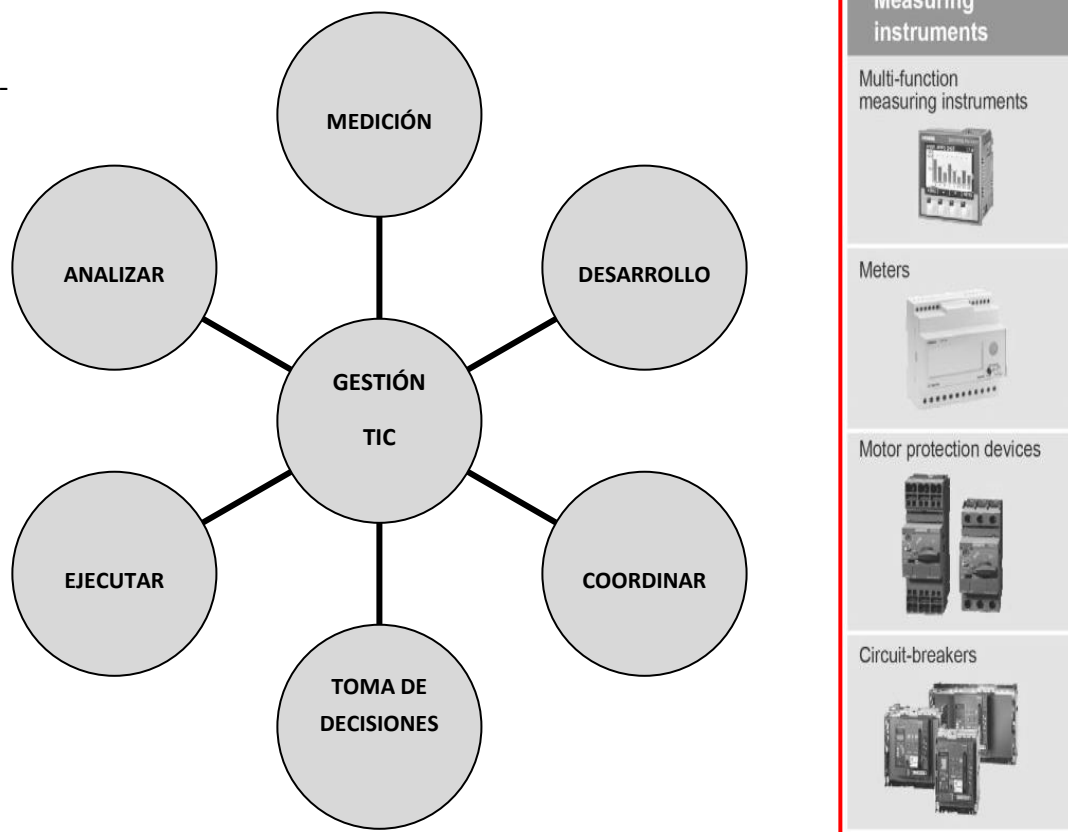 MEDICIÓN
ANALIZAR
DESARROLLO
GESTIÓN
TIC
EJECUTAR
COORDINAR
TOMA DE
DECISIONES
Measuring
instruments
Multi-function
measuring instruments
Meters
Motor protection devices
Circuit-breakers